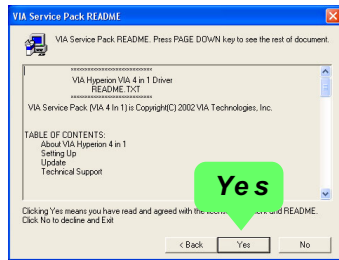 VIA Service Pack README
VIA Service Pack README. Press PAGE DOWN key to see the rest of document.
============================
VIA Hyperion VIA 4 in 1 Driver
README.TXT
============================
VIA Service Pack (VIA 4 In 1) is Copyright(C) 2002 VIA Technologies, Inc.
TABLE OF CONTENTS:
About VIA Hyperion 4 in 1
Setting Up
Update
Technical Support
Yes
Clicking Yes means you have read and agreed with the and README.
Click No to decline and Exit
< Back
Yes
No